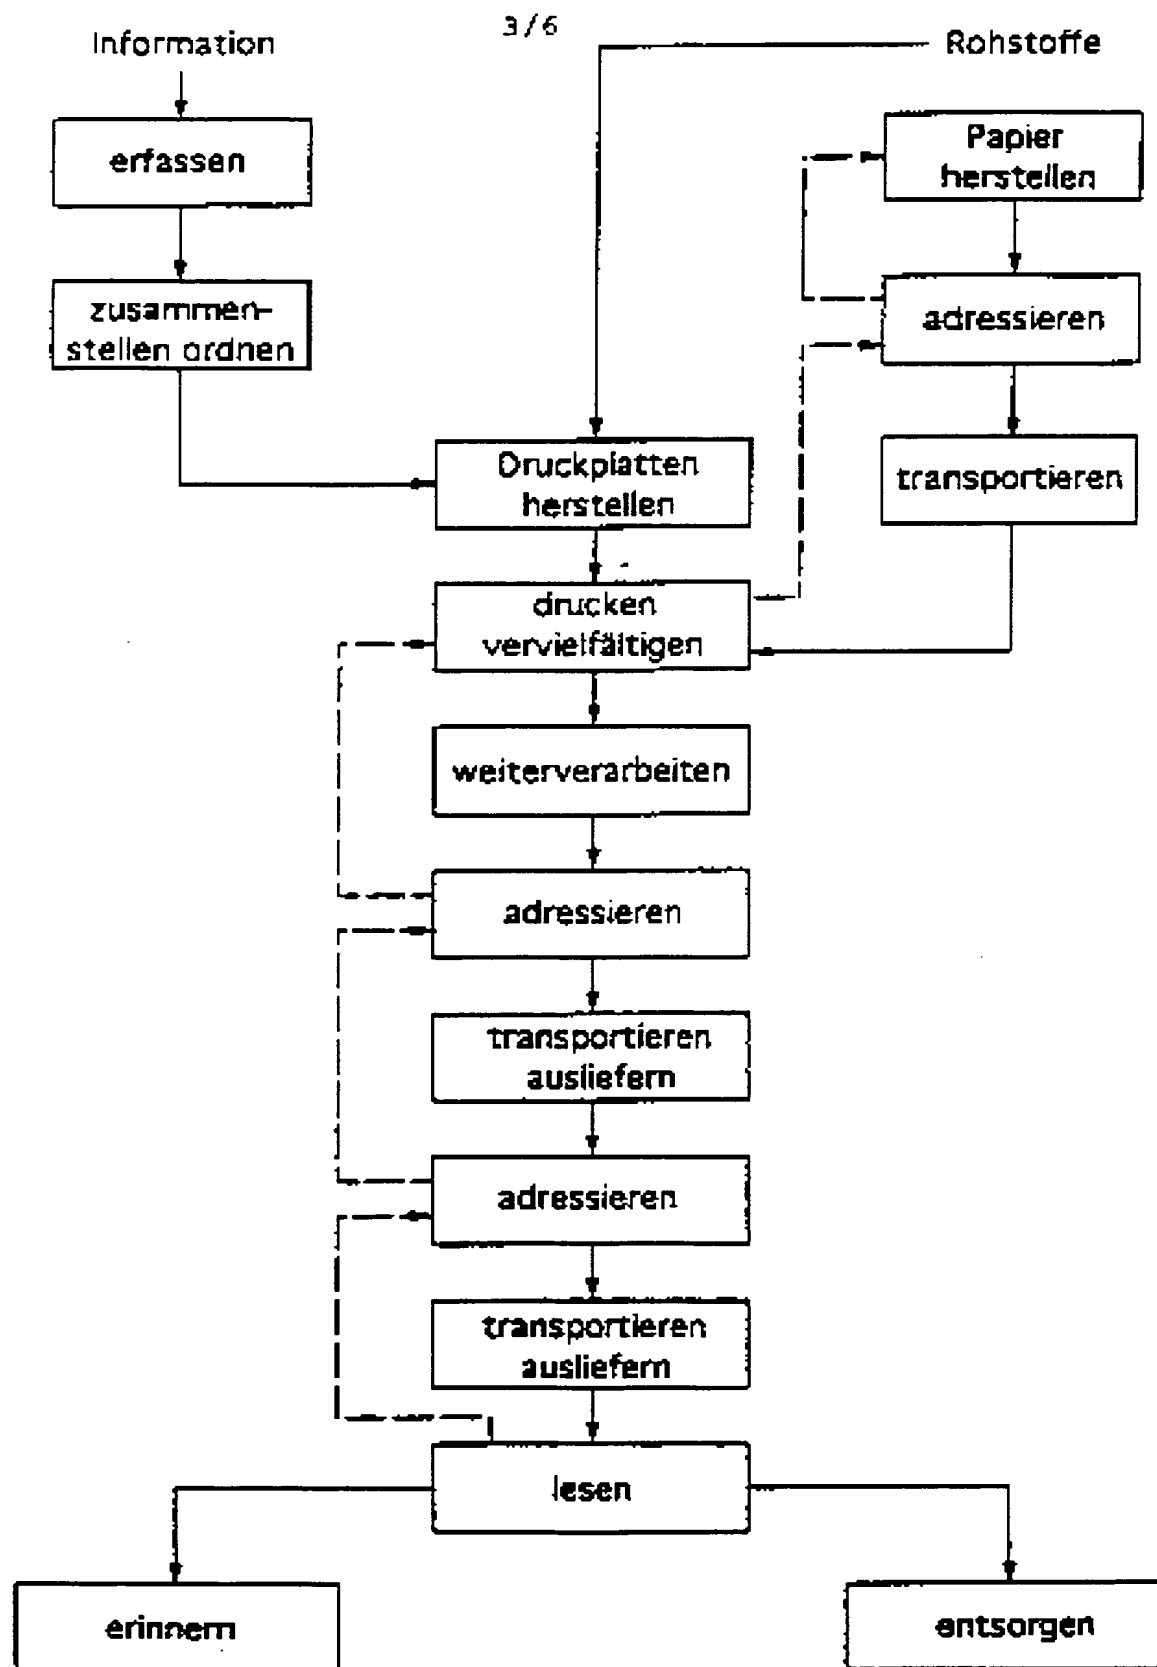 3/6
Information
Rohstoffe
erfassen
Papier
herstellen
zusammen-
stellen ordnen
adressieren
transportieren
Druckplatten
herstellen
drucken
vervielfältigen
weiterverarbeiten
adressieren
transportieren
ausliefern
adressieren
transportieren
ausliefern
lesen
erinnern
entsorgen